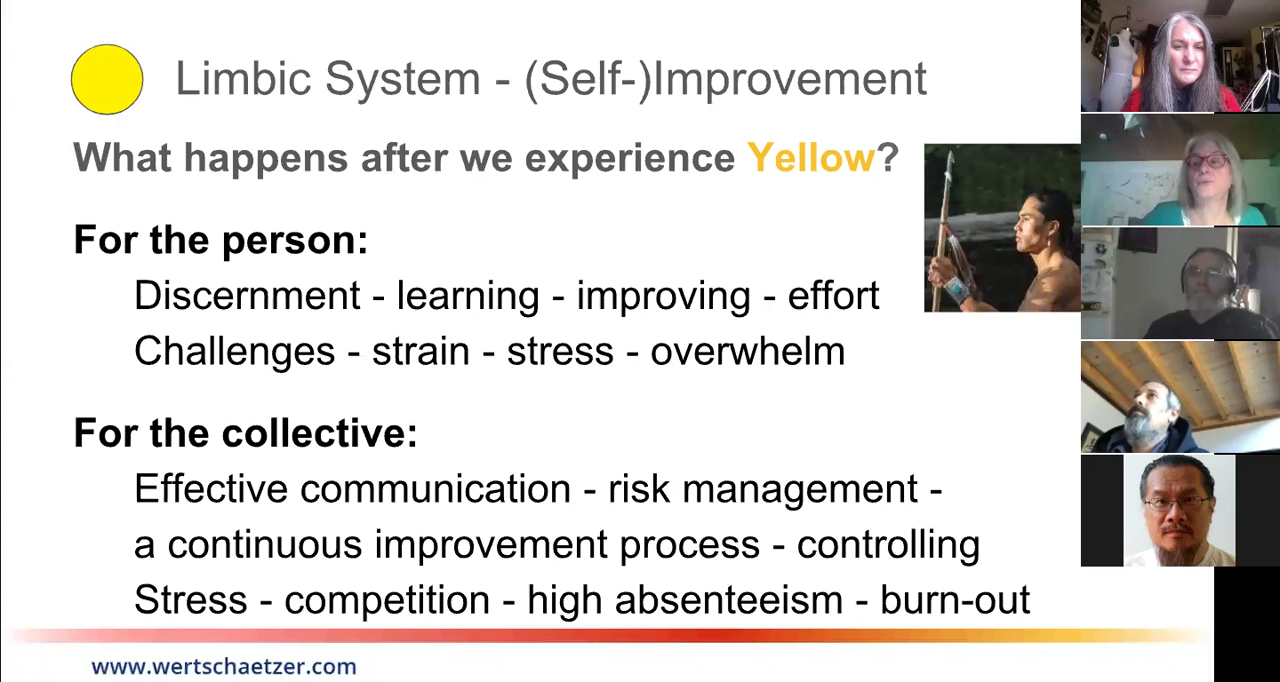 Limbic System - (Self-)Improvement
What happens after we experience Yellow?
For the person:
Discernment - learning - improving - effort
Challenges - strain - stress - overwhelm
For the collective:
Effective communication - risk management -
a continuous improvement process - controlling
Stress - competition - high absenteeism - burn-out
www.wertschaetzer.com